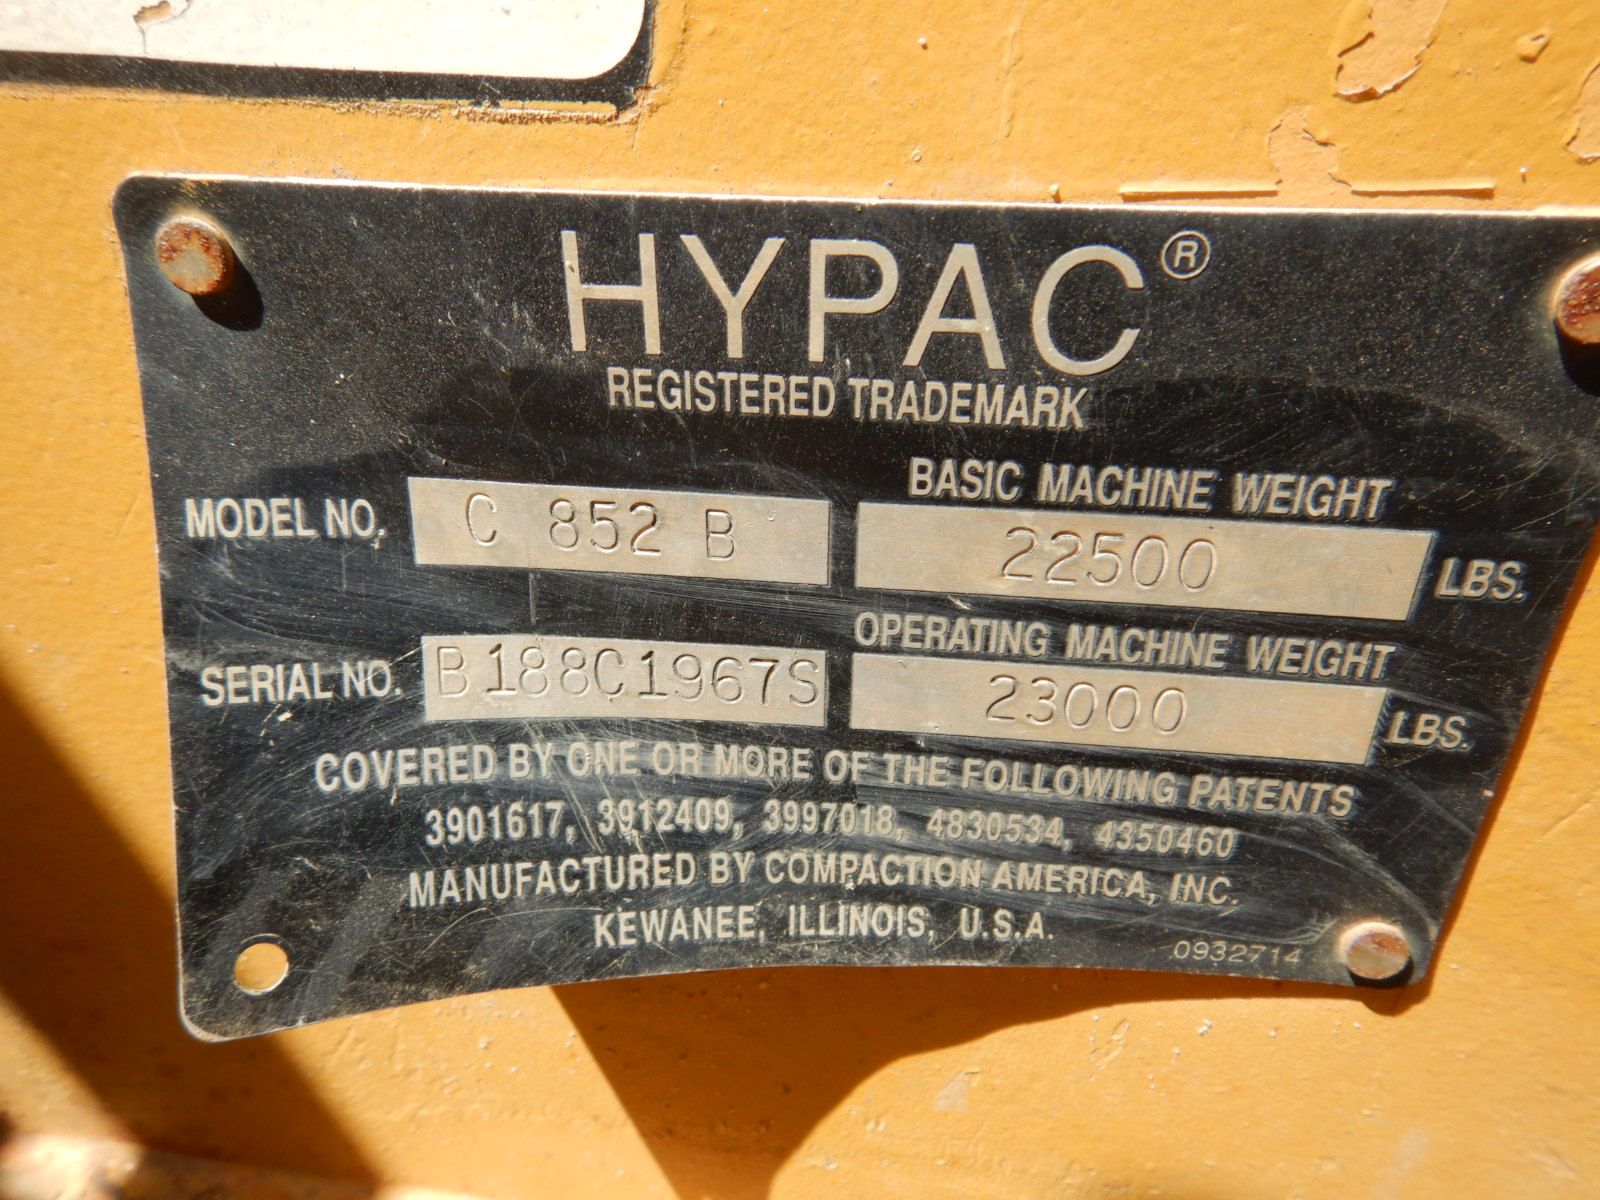 HYPAC®
REGISTERED TRADEMARK
MODEL NO. C 852 B
BASIC MACHINE WEIGHT
22500 LBS.
SERIAL NO. B188C1967S
OPERATING MACHINE WEIGHT
23000 LBS.
COVERED BY ONE OR MORE OF THE FOLLOWING PATENTS
3901617, 3912409, 3997018, 4830534, 4350460
MANUFACTURED BY COMPACTION AMERICA, INC.
KEWANEE, ILLINOIS, U.S.A.
0932714